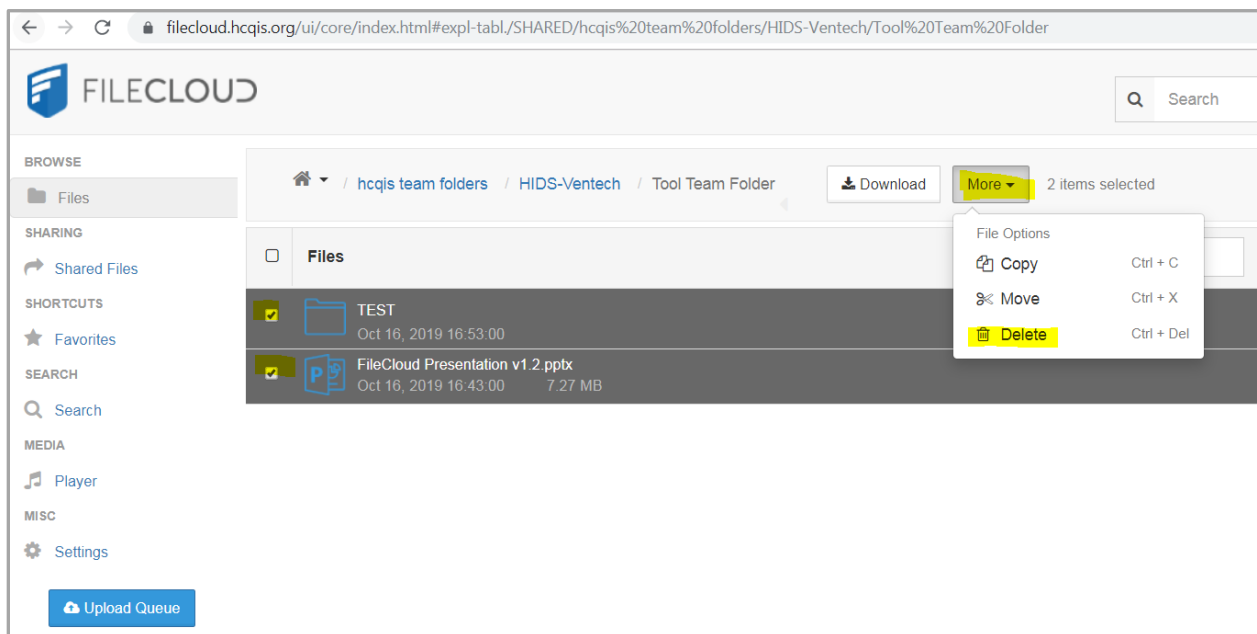 filecloud.hcqis.org/ui/core/index.html#expl-tabl./SHARED/hcqis%20team%20folders/HIDS-Ventech/Tool%20Team%20Folder
FILECLOUD
Search
BROWSE
Files
SHARING
Shared Files
SHORTCUTS
Favorites
SEARCH
Search
MEDIA
Player
MISC
Settings
Upload Queue
/ hcqis team folders / HIDS-Ventech / Tool Team Folder
Download
More
2 items selected
File Options
Copy Ctrl + C
Move Ctrl + X
Delete Ctrl + Del
Files
TEST
Oct 16, 2019 16:53:00
FileCloud Presentation v1.2.pptx
Oct 16, 2019 16:43:00 7.27 MB